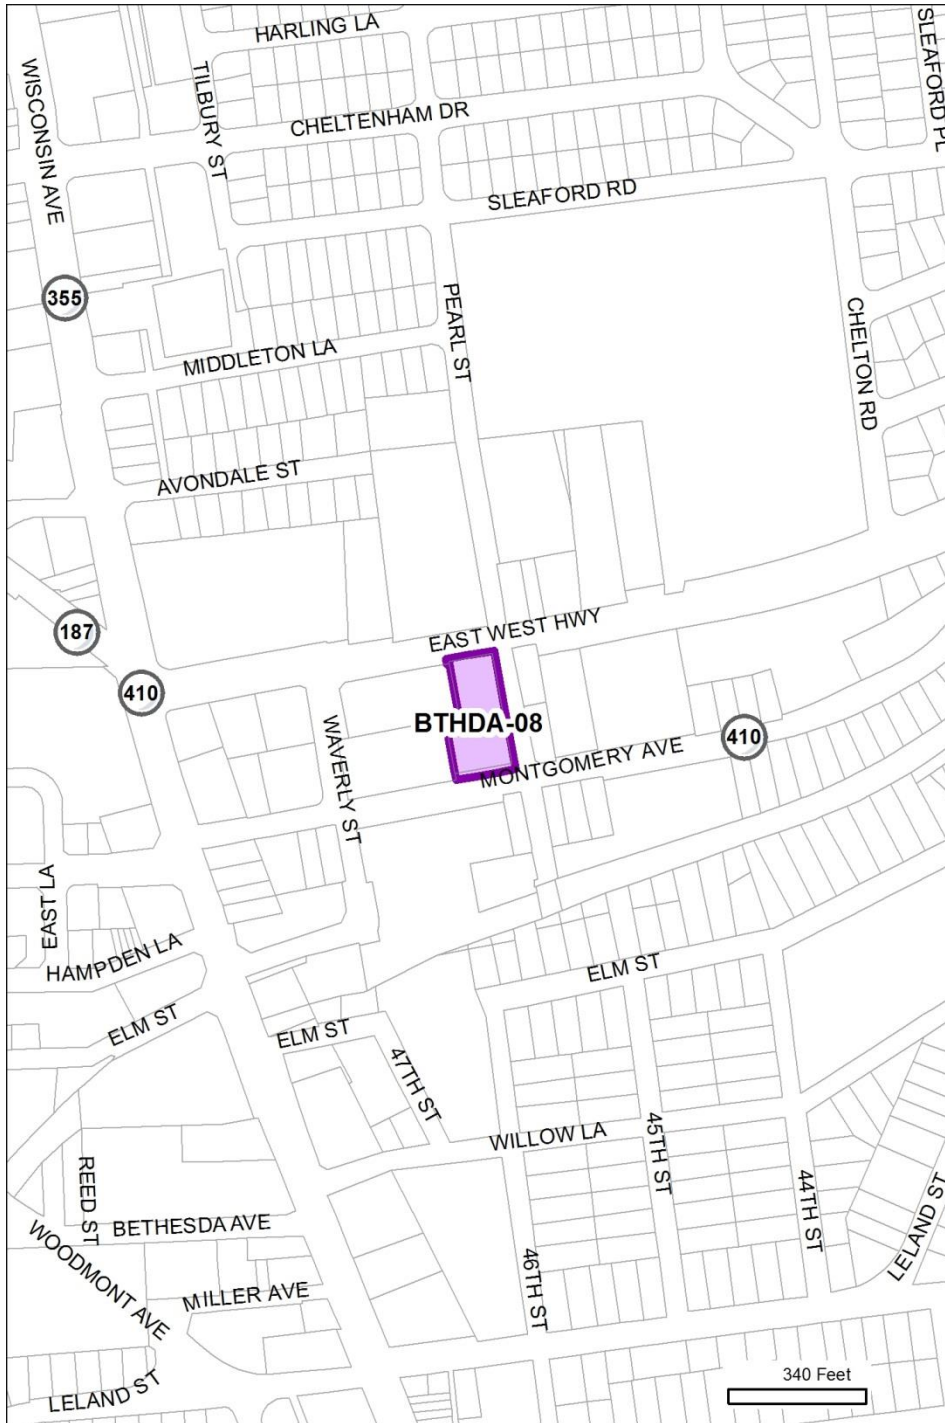 HARLING LA
SLEAFORD PL
WISCONSIN AVE
TILBURY ST
CHELTENHAM DR
SLEAFORD RD
355
PEARL ST
CHELTON RD
MIDDLETON LA
AVONDALE ST
187
EAST WEST HWY
410
BTHDA-08
410
WAVERLY ST
MONTGOMERY AVE
EAST LA
HAMPDEN LA
ELM ST
ELM ST
ELM ST
47TH ST
WILLOW LA
45TH ST
44TH ST
REED ST
BETHESDA AVE
LELAND ST
WOODMONT AVE
46TH ST
MILLER AVE
340 Feet
LELAND ST